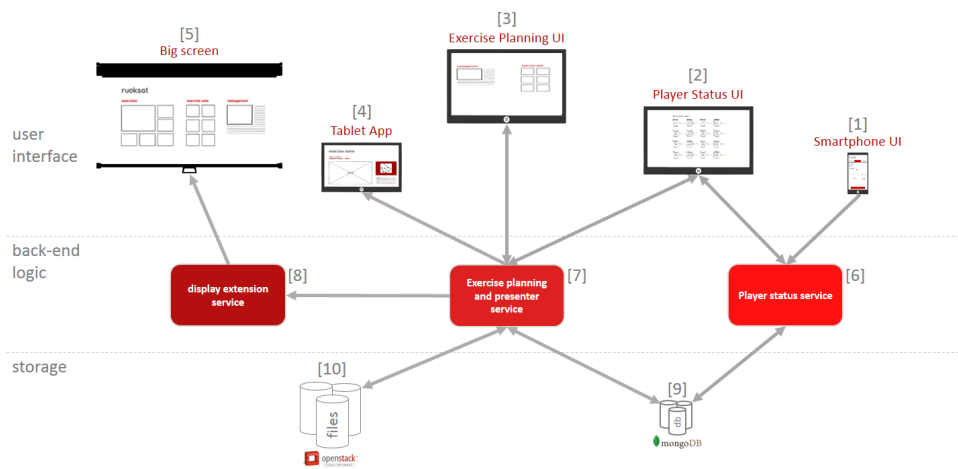 [5]
Big screen
[3]
Exercise Planning UI
[2]
Player Status UI
[4]
Tablet App
[1]
Smartphone UI
ruoksat
exercises
exercise sets
management
user
interface
back-end
logic
display extension
service
[8]
Exercise planning
and presenter
service
[7]
Player status service
[6]
storage
[10]
files
openstack
[9]
db
mongoDB